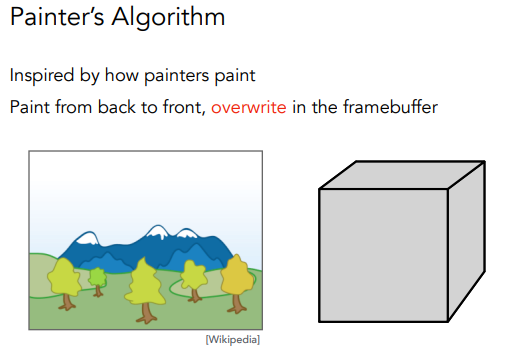 Painter’s Algorithm
Inspired by how painters paint
Paint from back to front, overwrite in the framebuffer
[Wikipedia]